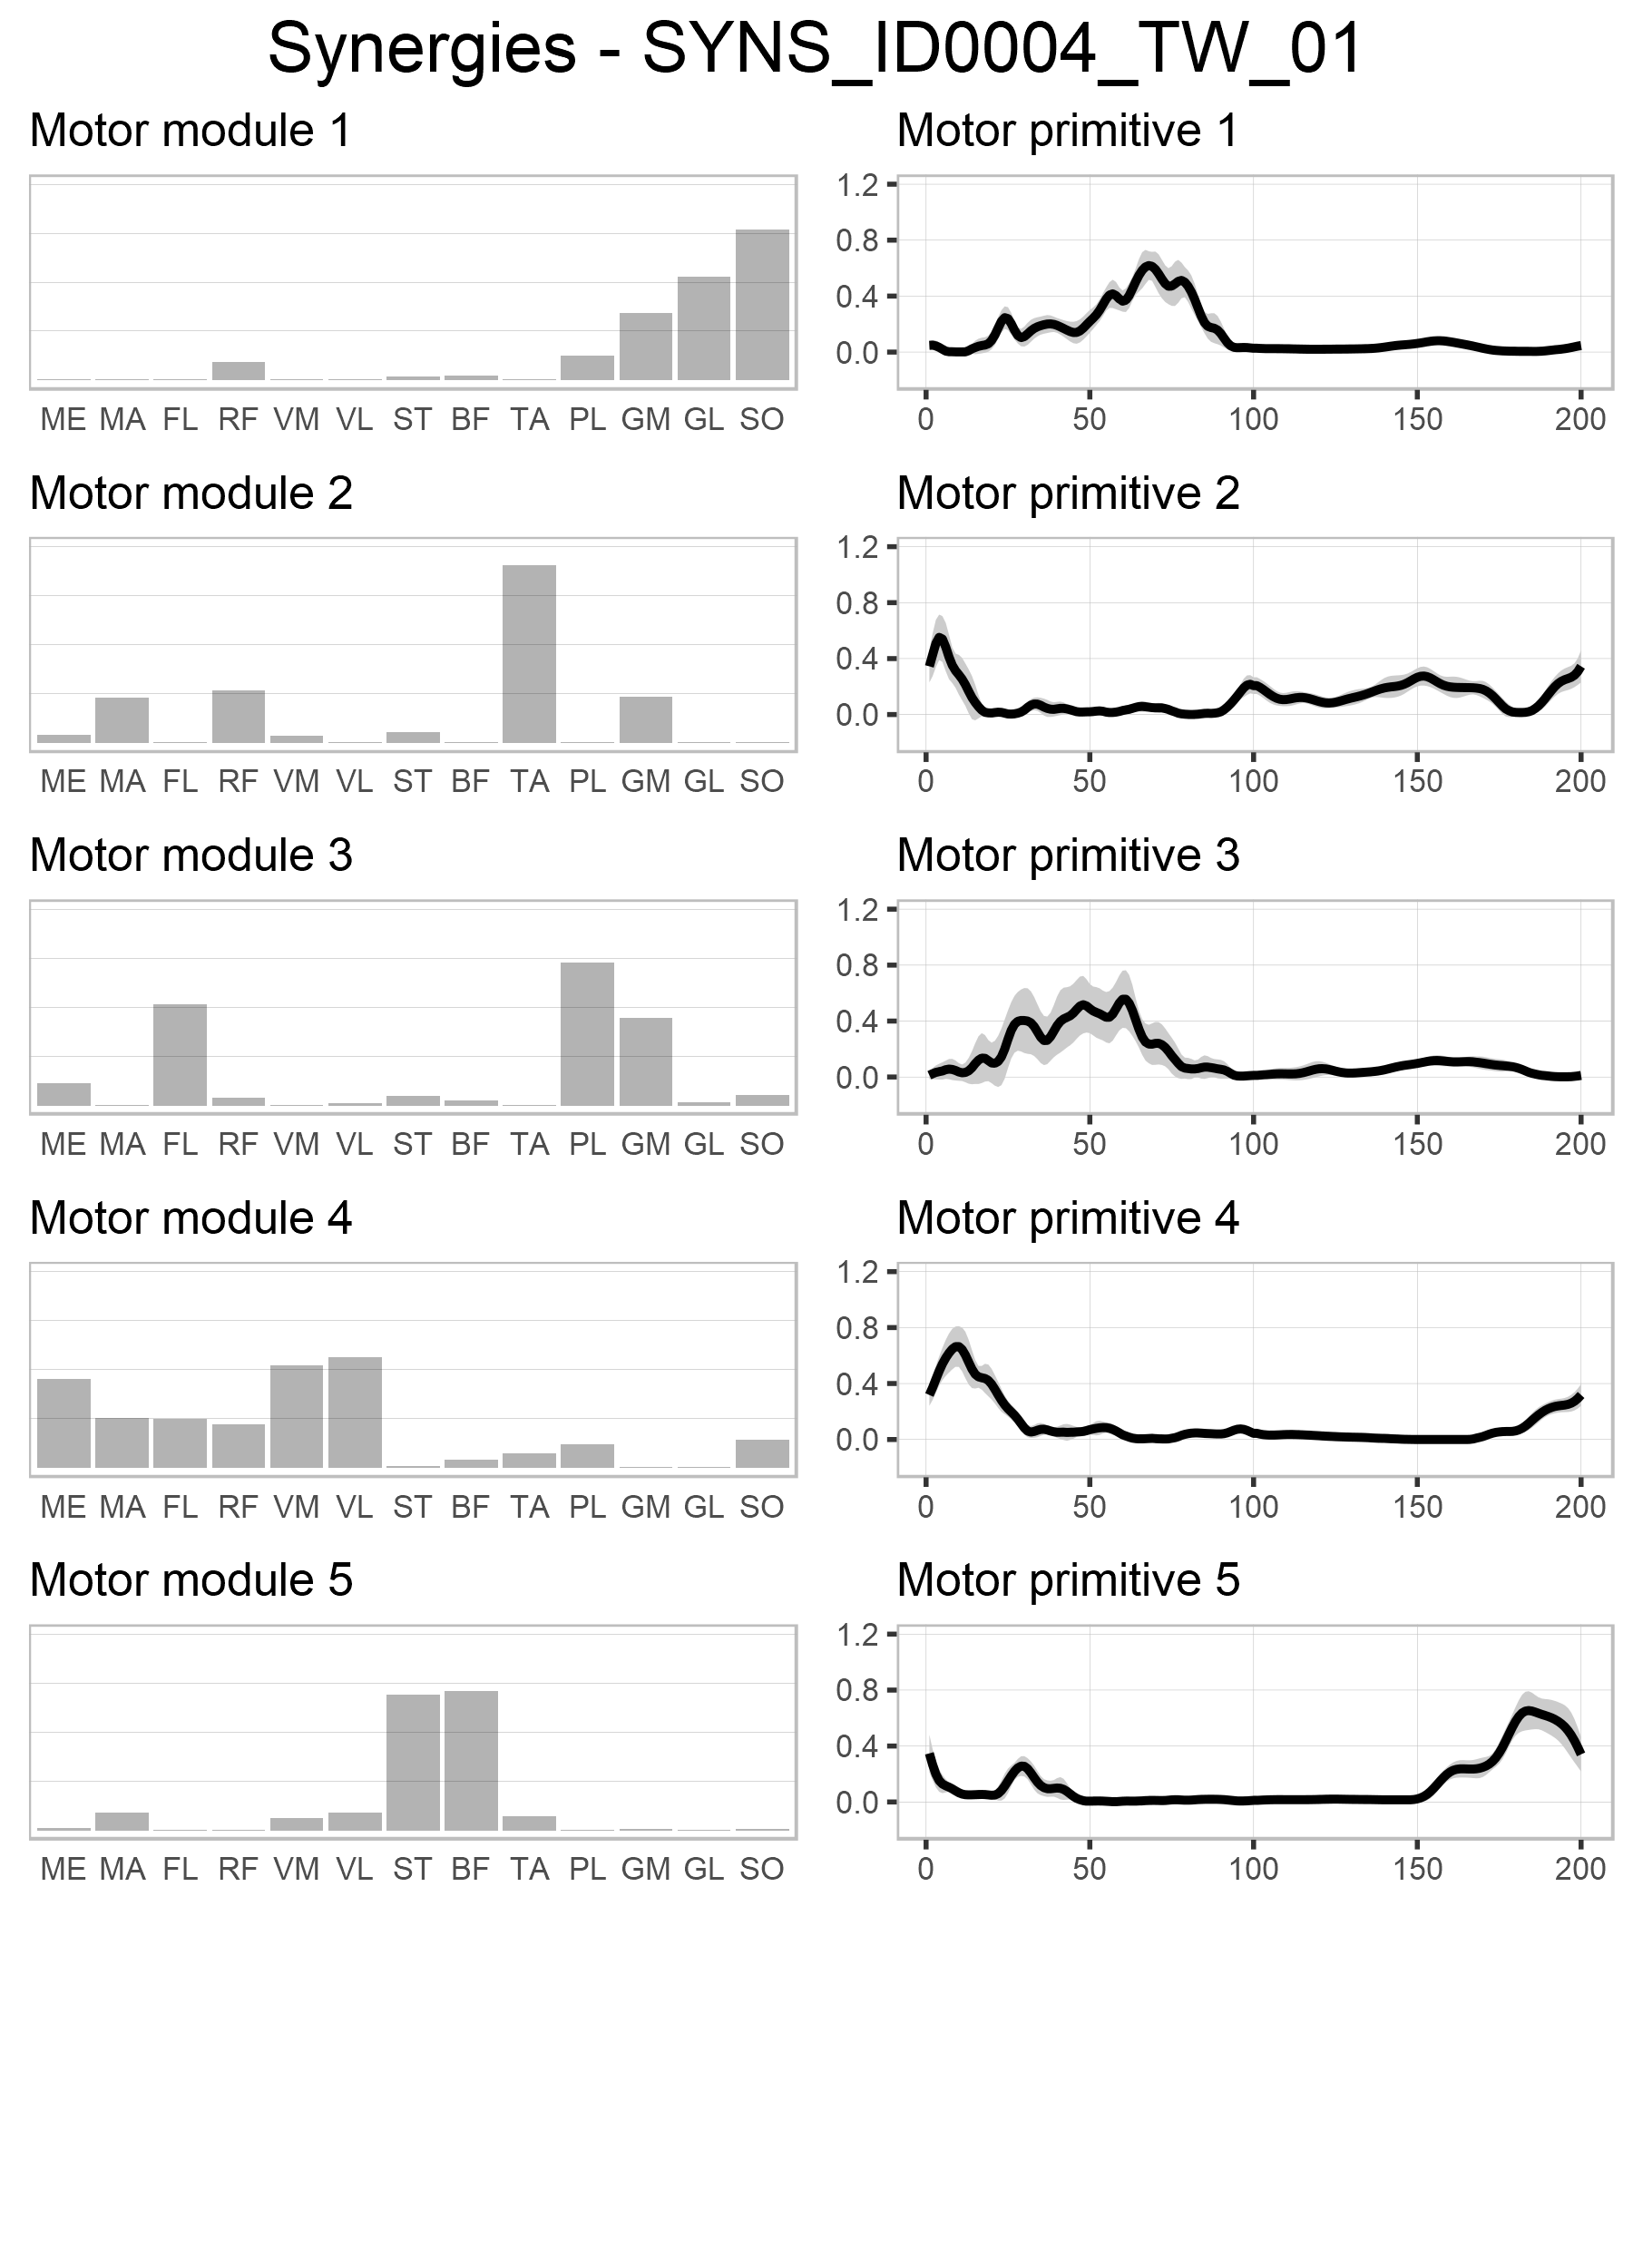 Synergies - SYNS_ID0004_TW_01
Motor module 1
Motor primitive 1
1.2
0.8
0.4
0.0
ME MA FL RF VM VL ST BF TA PL GM GL SO
0 50 100 150 200
Motor module 2
Motor primitive 2
1.2
0.8
0.4
0.0
ME MA FL RF VM VL ST BF TA PL GM GL SO
0 50 100 150 200
Motor module 3
Motor primitive 3
1.2
0.8
0.4
0.0
ME MA FL RF VM VL ST BF TA PL GM GL SO
0 50 100 150 200
Motor module 4
Motor primitive 4
1.2
0.8
0.4
0.0
ME MA FL RF VM VL ST BF TA PL GM GL SO
0 50 100 150 200
Motor module 5
Motor primitive 5
1.2
0.8
0.4
0.0
ME MA FL RF VM VL ST BF TA PL GM GL SO
0 50 100 150 200